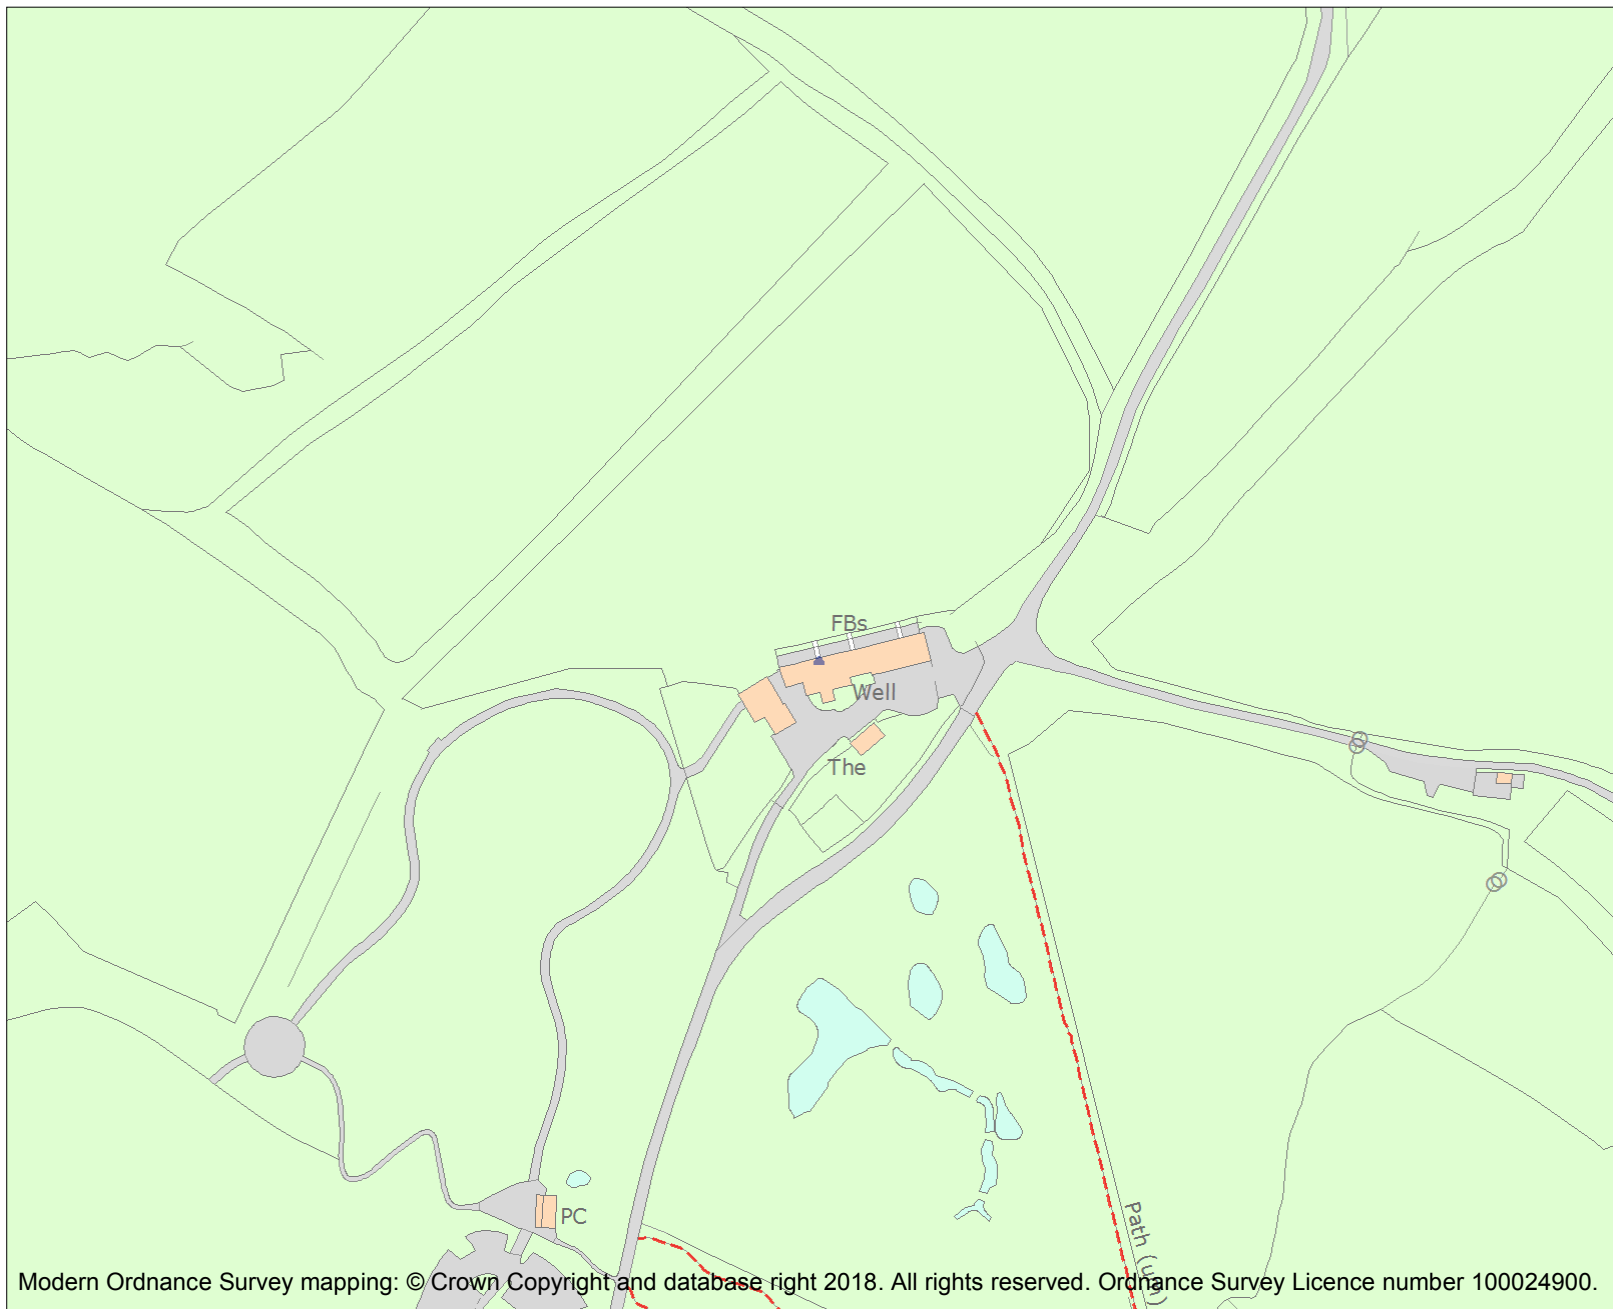 FBs
Well
The
PC
Path (um)
Modern Ordnance Survey mapping: © Crown Copyright and database right 2018. All rights reserved. Ordnance Survey Licence number 100024900.